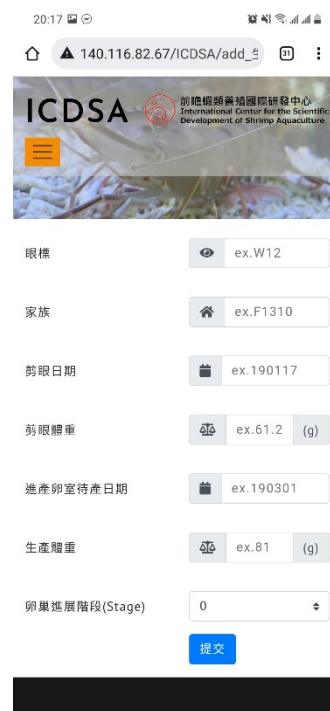 20:17
140.116.82.67/ICDSA/add_
31
ICDSA
前瞻蝦類養殖國際研發中心
International Center for the Scientific
Development of Shrimp Aquaculture
眼標
ex.W12
家族
ex.F1310
剪眼日期
ex.190117
剪眼體重
ex.61.2
(g)
進產卵室待產日期
ex.190301
生產體重
ex.81
(g)
卵巢進展階段(Stage)
0
提交